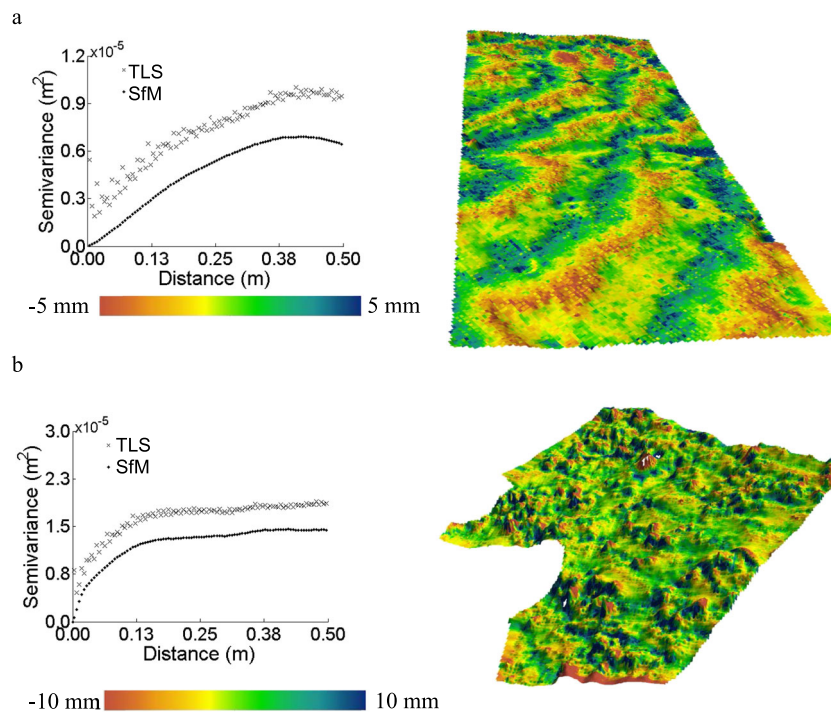 a
x10⁻⁵
1.2
TLS
SfM
0.9
0.6
0.3
0.0
Semivariance (m²)
0.00 0.13 0.25 0.38 0.50
Distance (m)
-5 mm 5 mm
b
x10⁻⁵
3.0
TLS
SfM
2.3
1.5
0.8
0.00
Semivariance (m²)
0.00 0.13 0.25 0.38 0.50
Distance (m)
-10 mm 10 mm